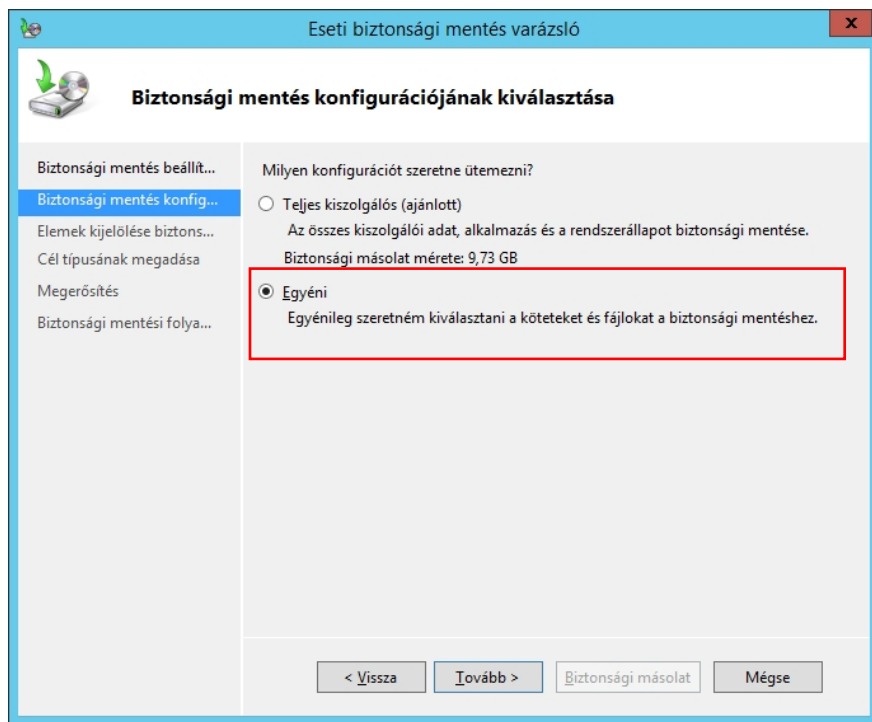 Eseti biztonsági mentés varázsló
x
Biztonsági mentés konfigurációjának kiválasztása
Biztonsági mentés beállít...
Biztonsági mentés konfig...
Elemek kijelölése biztons...
Cél típusának megadása
Megerősítés
Biztonsági mentési folya...
Milyen konfigurációt szeretne ütemezni?
Teljes kiszolgálós (ajánlott)
Az összes kiszolgálói adat, alkalmazás és a rendszerállapot biztonsági mentése.
Biztonsági másolat mérete: 9,73 GB
Egyéni
Egyénileg szeretném kiválasztani a köteteket és fájlokat a biztonsági mentéshez.
< Vissza
Tovább >
Biztonsági másolat
Mégse